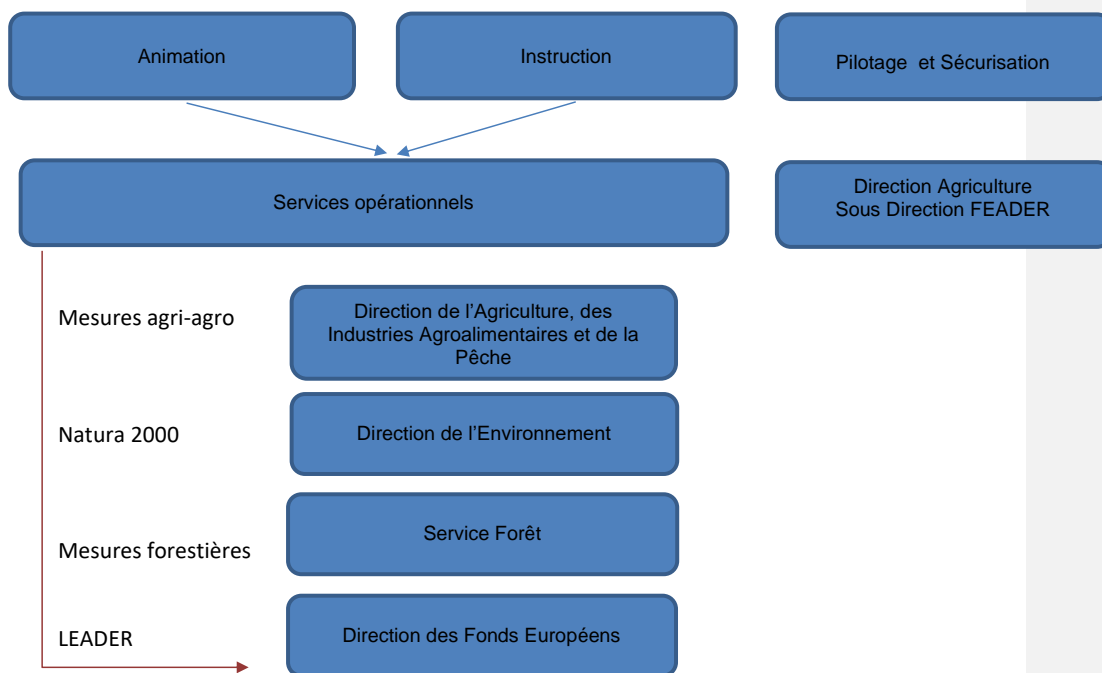 Animation
Instruction
Pilotage et Sécurisation
Services opérationnels
Direction Agriculture
Sous Direction FEADER
Mesures agri-agro
Direction de l’Agriculture, des
Industries Agroalimentaires et de la
Pêche
Natura 2000
Direction de l’Environnement
Mesures forestières
Service Forêt
LEADER
Direction des Fonds Européens